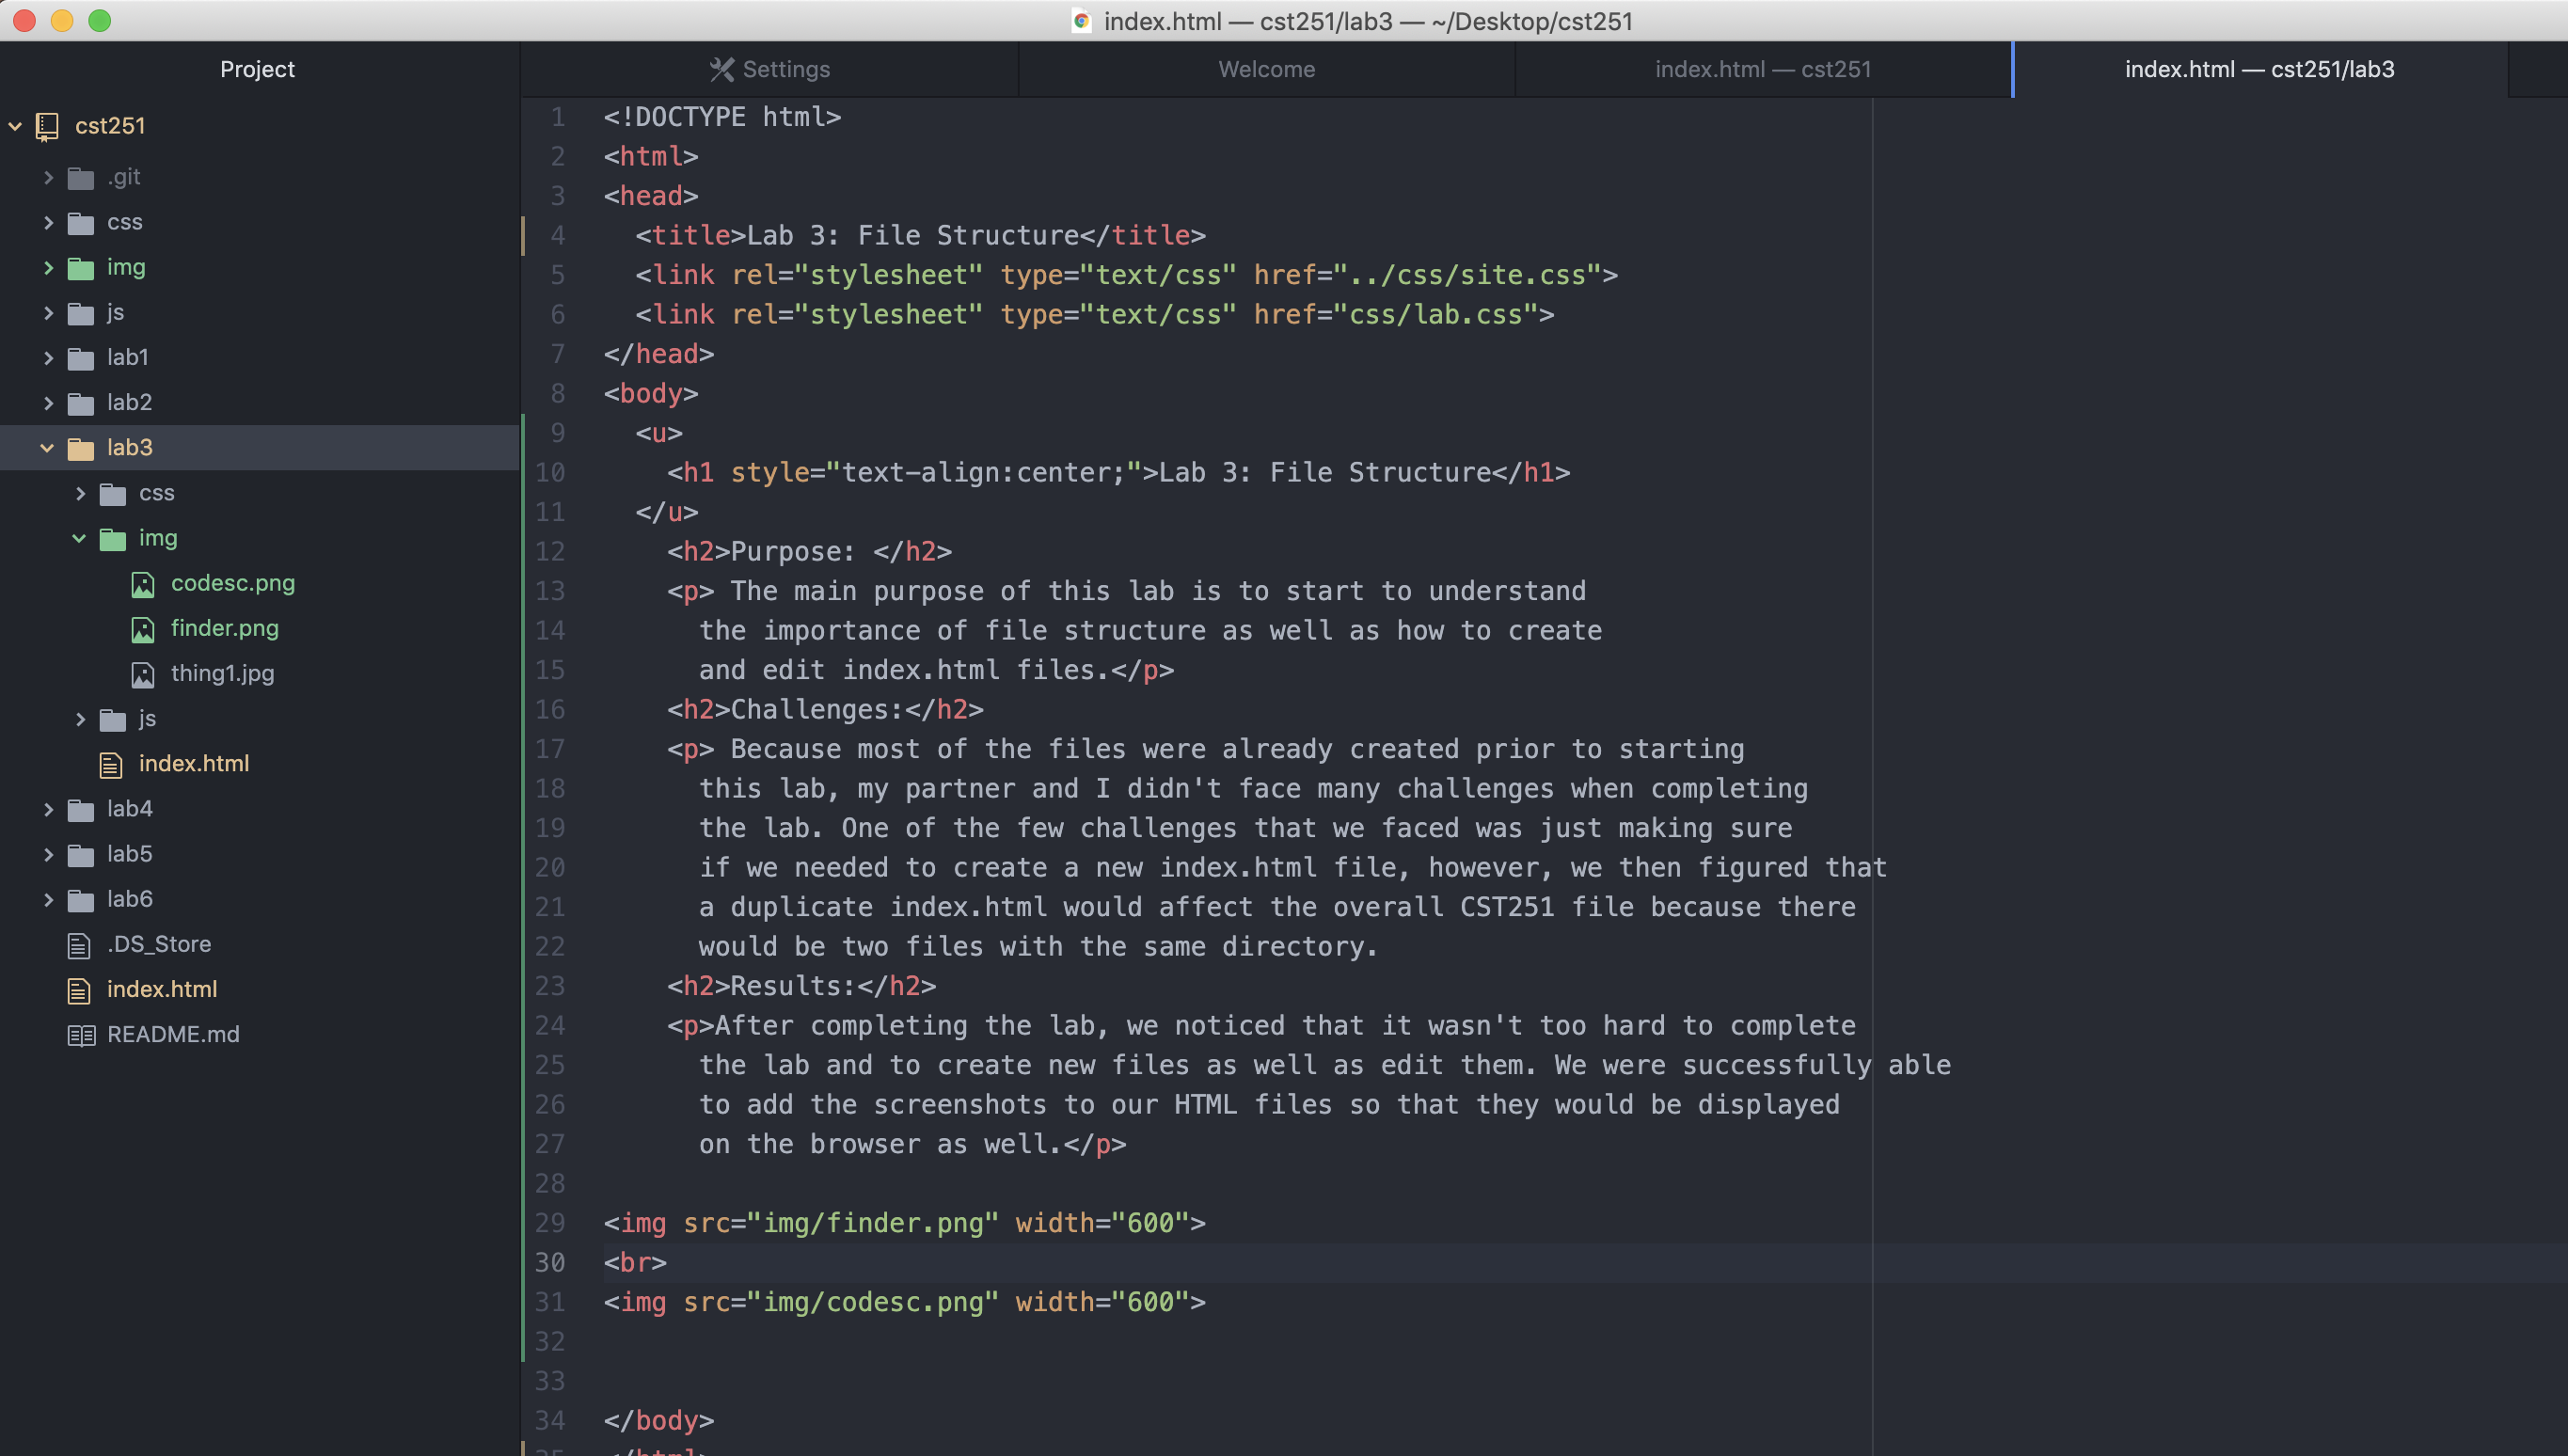 index.html — cst251/lab3 — ~/Desktop/cst251
Project
Settings
Welcome
index.html — cst251
index.html — cst251/lab3
cst251
.git
css
img
js
lab1
lab2
lab3
css
img
codesc.png
finder.png
thing1.jpg
js
index.html
lab4
lab5
lab6
.DS_Store
index.html
README.md
1 <!DOCTYPE html>
2 <html>
3 <head>
4 <title>Lab 3: File Structure</title>
5 <link rel="stylesheet" type="text/css" href="../css/site.css">
6 <link rel="stylesheet" type="text/css" href="css/lab.css">
7 </head>
8 <body>
9 <u>
10 <h1 style="text-align:center;">Lab 3: File Structure</h1>
11 </u>
12 <h2>Purpose: </h2>
13 <p> The main purpose of this lab is to start to understand
14 the importance of file structure as well as how to create
15 and edit index.html files.</p>
16 <h2>Challenges:</h2>
17 <p> Because most of the files were already created prior to starting
18 this lab, my partner and I didn't face many challenges when completing
19 the lab. One of the few challenges that we faced was just making sure
20 if we needed to create a new index.html file, however, we then figured that
21 a duplicate index.html would affect the overall CST251 file because there
22 would be two files with the same directory.
23 <h2>Results:</h2>
24 <p>After completing the lab, we noticed that it wasn't too hard to complete
25 the lab and to create new files as well as edit them. We were successfully able
26 to add the screenshots to our HTML files so that they would be displayed
27 on the browser as well.</p>
28
29 <img src="img/finder.png" width="600">
30 <br>
31 <img src="img/codesc.png" width="600">
32
33
34 </body>
35 </html>